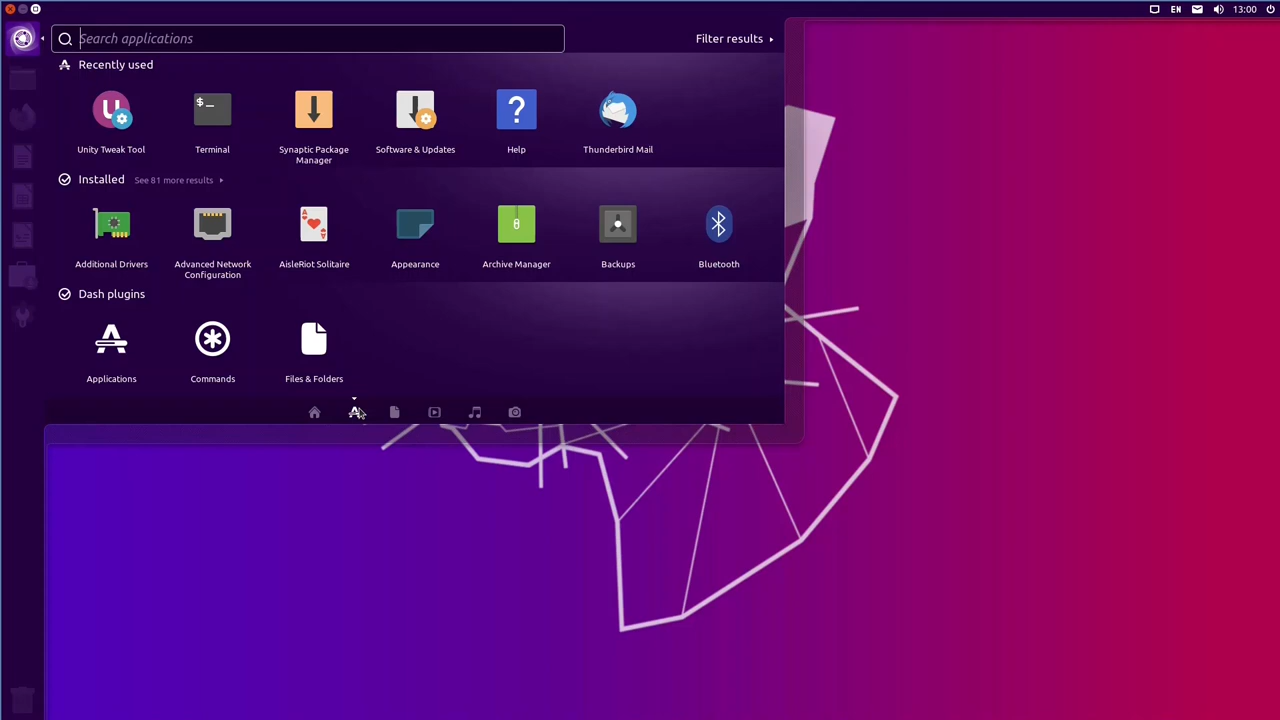 EN 13:00
Search applications
Filter results
Recently used
U
$_
?
Unity Tweak Tool
Terminal
Synaptic Package
Manager
Software & Updates
Help
Thunderbird Mail
Installed See 81 more results
A
Additional Drivers
Advanced Network
Configuration
AisleRiot Solitaire
Appearance
Archive Manager
Backups
Bluetooth
Dash plugins
Applications
Commands
Files & Folders